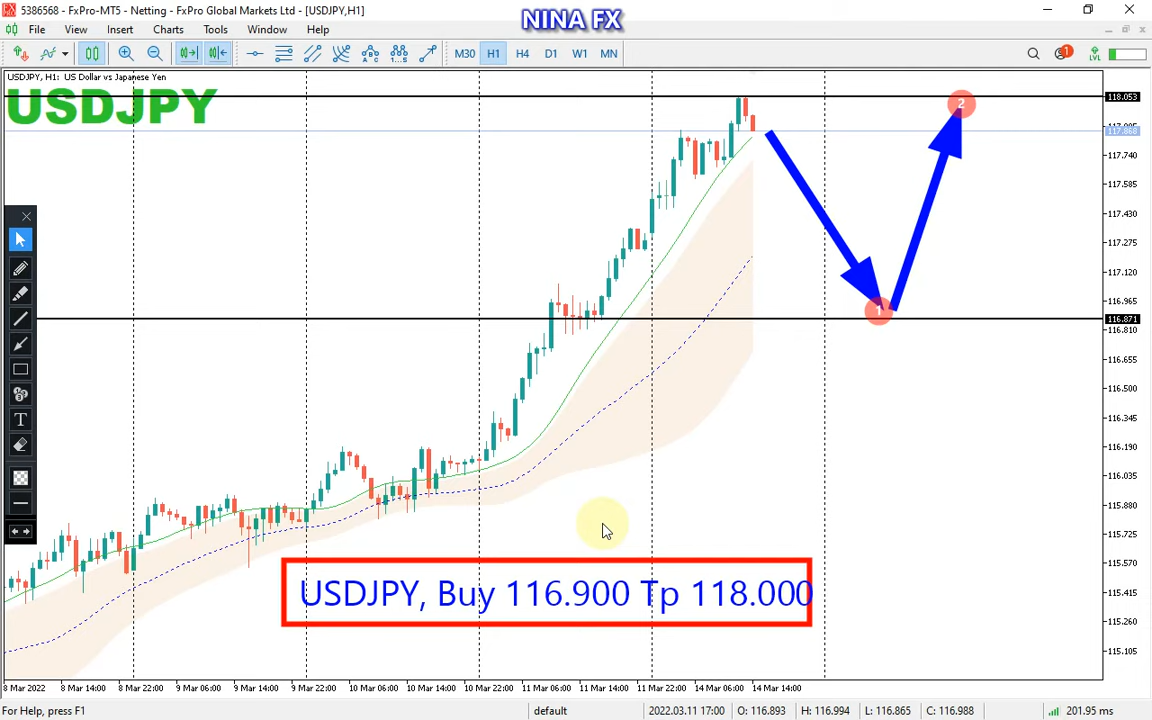 5386568 - FxPro-MT5 - Netting - FxPro Global Markets Ltd - [USDJPY,H1]
NINA FX
File View Insert Charts Tools Window Help
M30 H1 H4 D1 W1 MN
1
LVL
USDJPY, H1: US Dollar vs Japanese Yen
USDJPY
118.053
117.868
117.740
117.585
117.430
117.275
117.120
116.965
116.871
116.810
116.655
116.500
116.345
116.190
116.035
115.880
115.725
115.570
115.415
115.260
115.105
2
1
USDJPY, Buy 116.900 Tp 118.000
8 Mar 2022 8 Mar 14:00 8 Mar 22:00 9 Mar 06:00 9 Mar 14:00 9 Mar 22:00 10 Mar 06:00 10 Mar 14:00 10 Mar 22:00 11 Mar 06:00 11 Mar 14:00 11 Mar 22:00 14 Mar 06:00 14 Mar 14:00
For Help, press F1 default 2022.03.11 17:00 O: 116.893 H: 116.994 L: 116.865 C: 116.988 201.95 ms